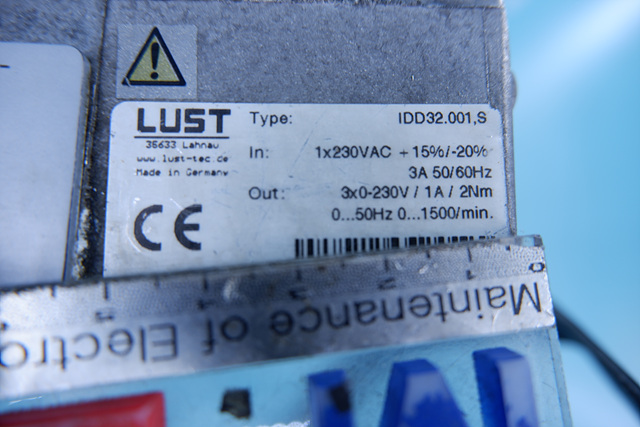 LUST
35633 Lahnau
www.lust-tec.de
Made in Germany
CE
Type: IDD32.001,S
In: 1x230VAC +15%/-20%
3A 50/60Hz
Out: 3x0-230V / 1A / 2Nm
0...50Hz 0...1500/min.
Maintenance of Electro